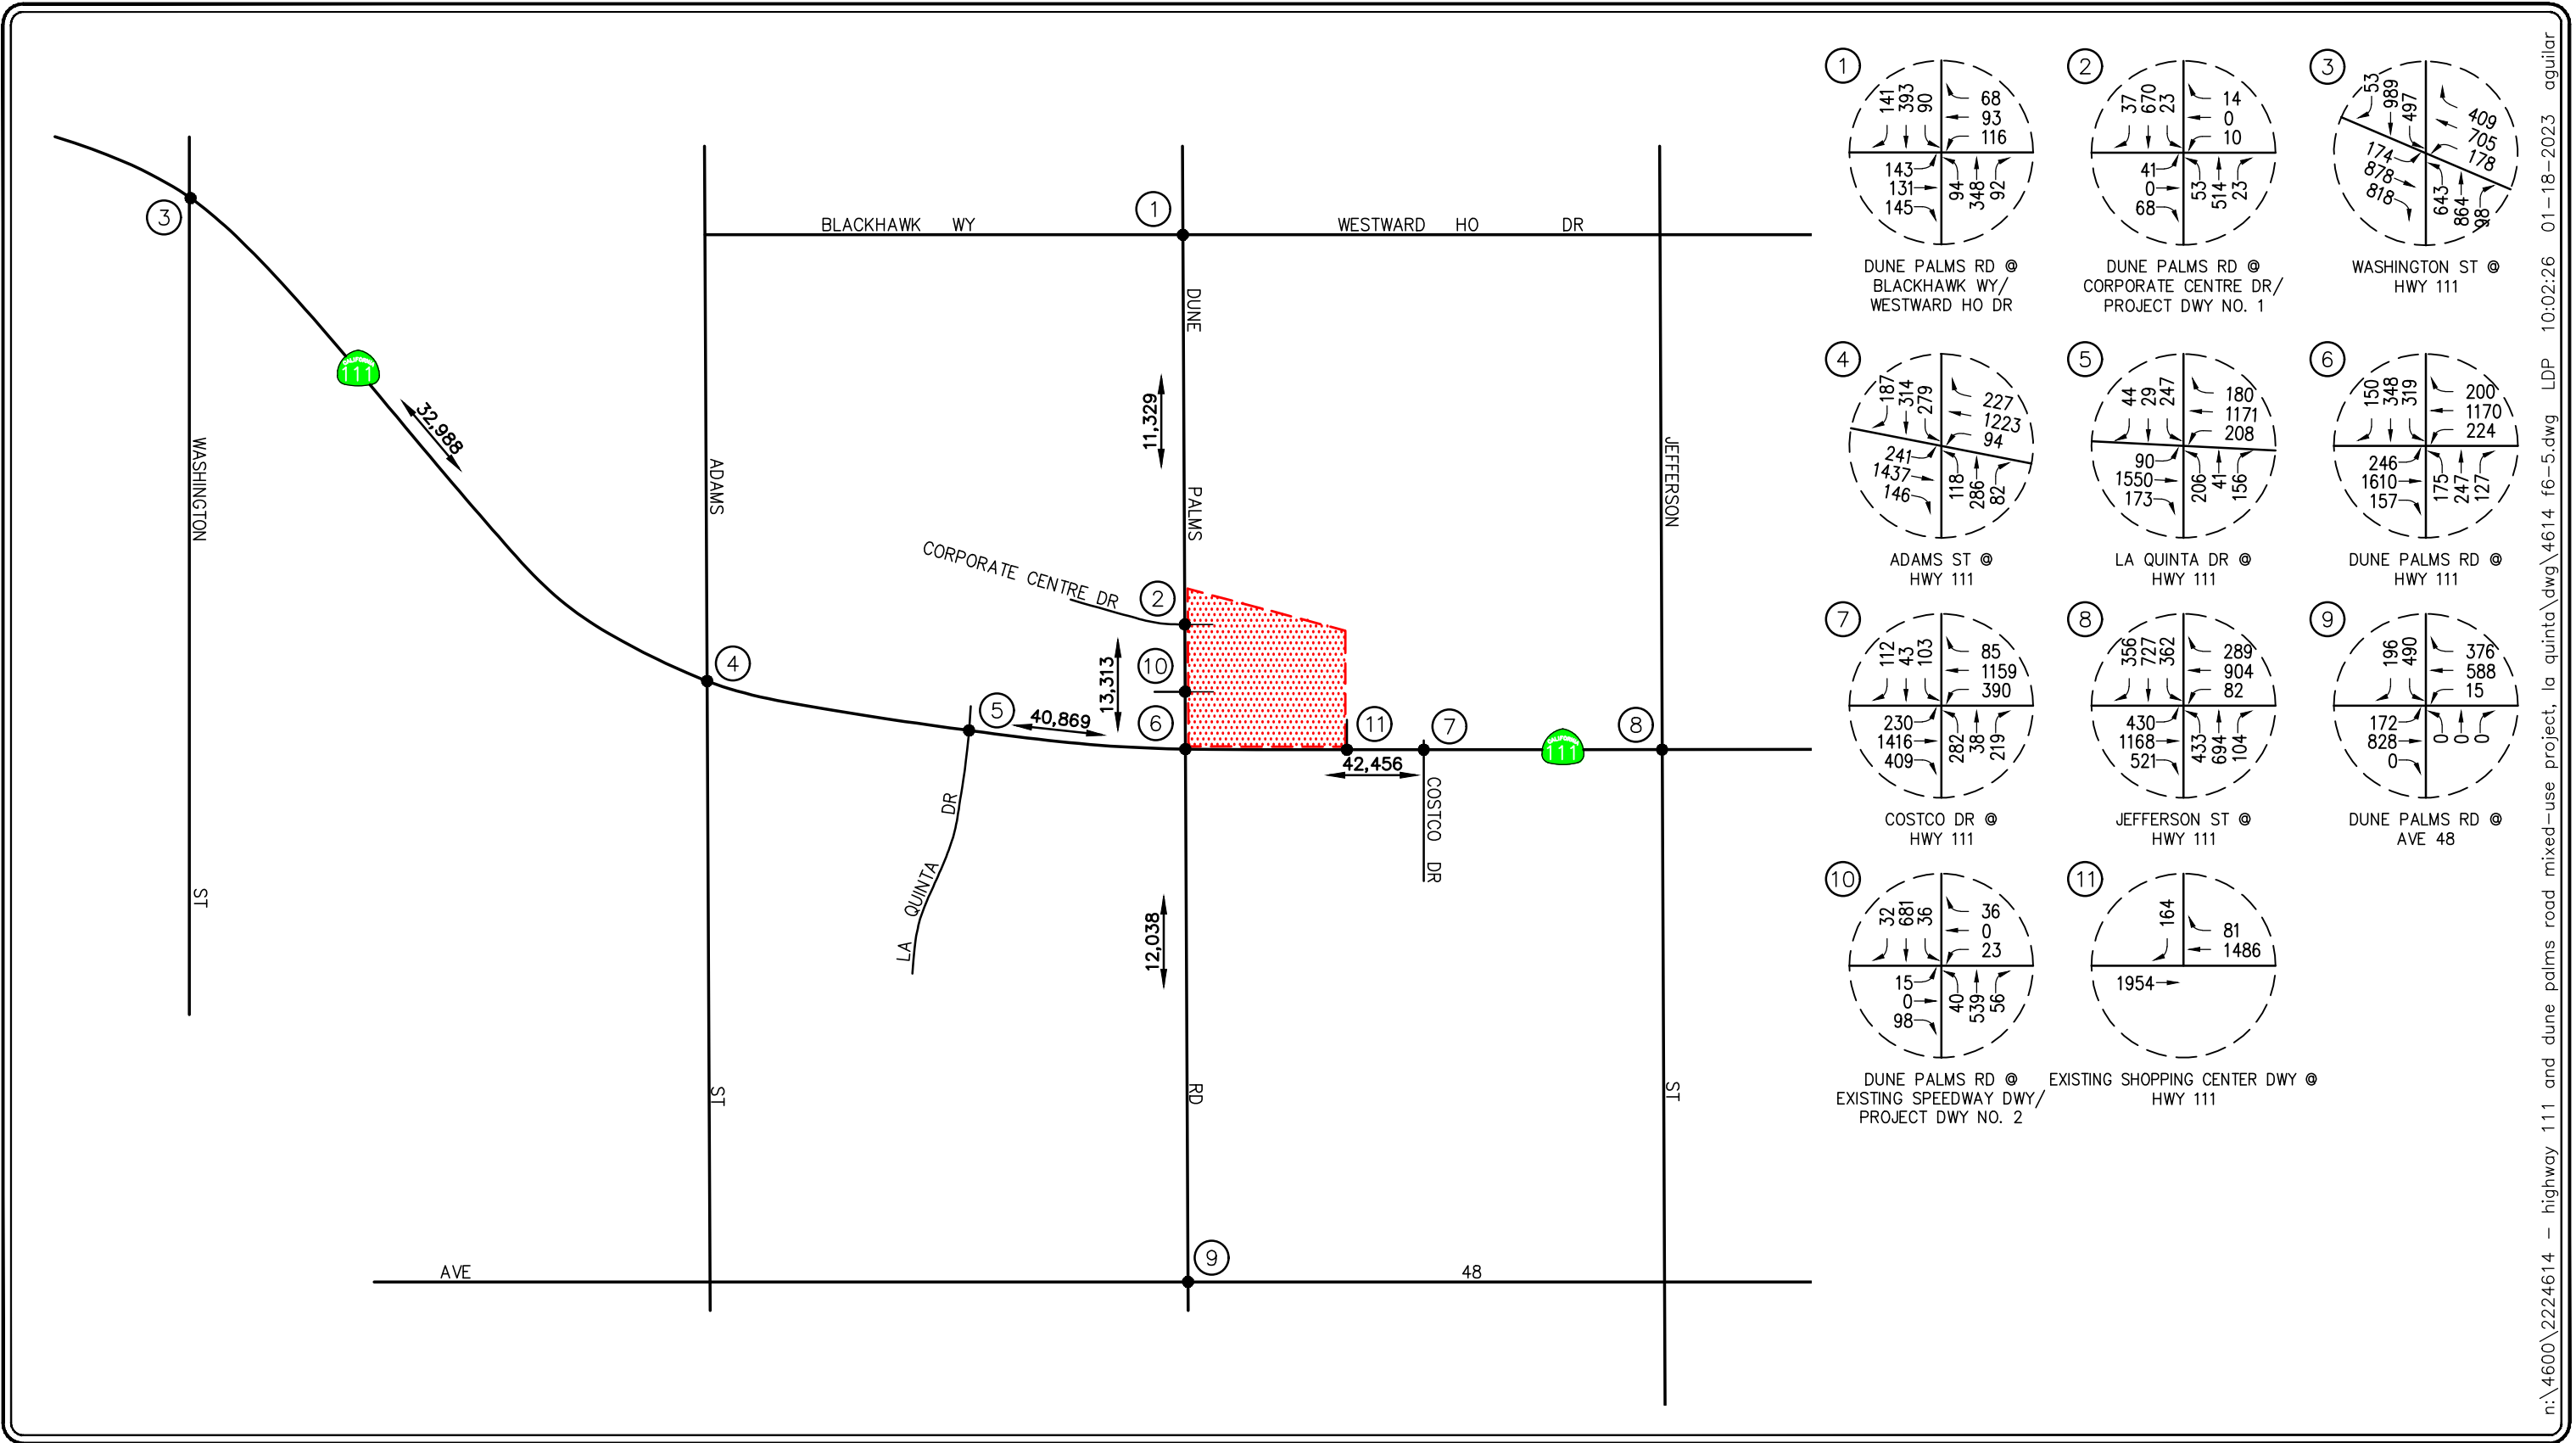 BLACKHAWK WY
WESTWARD HO DR
WASHINGTON
ST
ADAMS
ST
DUNE
PALMS
RD
JEFFERSON
ST
CORPORATE CENTRE DR
LA QUINTA DR
COSTCO DR
AVE 48
CALIFORNIA
111
CALIFORNIA
111
32,988
11,329
13,313
40,869
42,456
12,038
3
1
2
4
10
5
6
11
7
8
9
1
141 393 90
68
93
116
143
131
145
94 348 92
DUNE PALMS RD @
BLACKHAWK WY/
WESTWARD HO DR
2
37 670 23
14
0
10
41
0
68
53 514 23
DUNE PALMS RD @
CORPORATE CENTRE DR/
PROJECT DWY NO. 1
3
53 989 497
409
705
178
174
878
818
643 864 98
WASHINGTON ST @
HWY 111
4
187 314 279
227
1223
94
241
1437
146
118 286 82
ADAMS ST @
HWY 111
5
44 29 247
180
1171
208
90
1550
173
206 41 156
LA QUINTA DR @
HWY 111
6
150 348 319
200
1170
224
246
1610
157
175 247 127
DUNE PALMS RD @
HWY 111
7
112 43 103
85
1159
390
230
1416
409
282 38 219
COSTCO DR @
HWY 111
8
356 727 362
289
904
82
430
1168
521
433 694 104
JEFFERSON ST @
HWY 111
9
196 490
376
588
15
172
828
0
0 0 0
DUNE PALMS RD @
AVE 48
10
32 681 36
36
0
23
15
0
98
40 539 56
DUNE PALMS RD @
EXISTING SPEEDWAY DWY/
PROJECT DWY NO. 2
11
164
81
1486
1954
EXISTING SHOPPING CENTER DWY @
HWY 111
n:\4600\2224614 - highway 111 and dune palms road mixed-use project, la quinta\dwg\4614 f6-5.dwg LDP 10:02:26 01-18-2023 aguilar